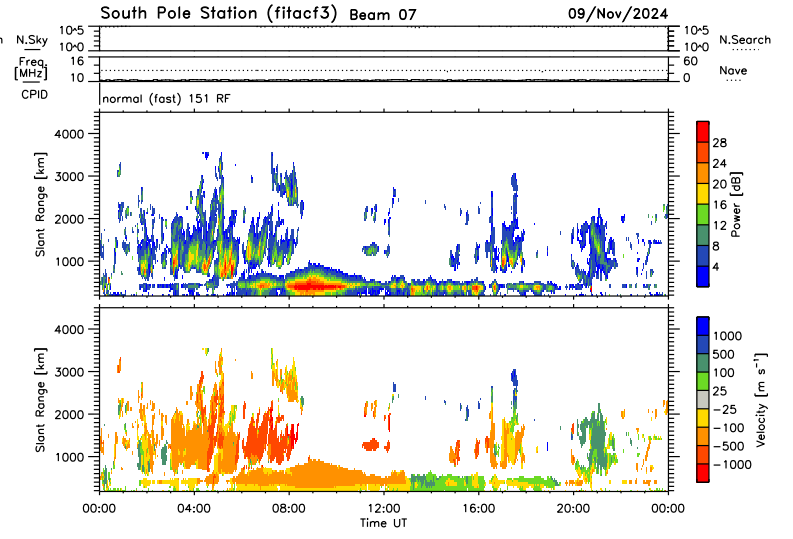 South Pole Station (fitacf3) Beam 07 09/Nov/2024
n N.Sky 10^5 10^5 N.Search
10^0 10^0
Freq. 16 60 Nave
[MHz] 10 0
CPID normal (fast) 151 RF
Slant Range [km]
4000
3000
2000
1000
28
24
20
16
12
8
4
Power [dB]
Slant Range [km]
4000
3000
2000
1000
1000
500
100
25
-25
-100
-500
-1000
Velocity [m s⁻¹]
00:00 04:00 08:00 12:00 16:00 20:00 00:00
Time UT